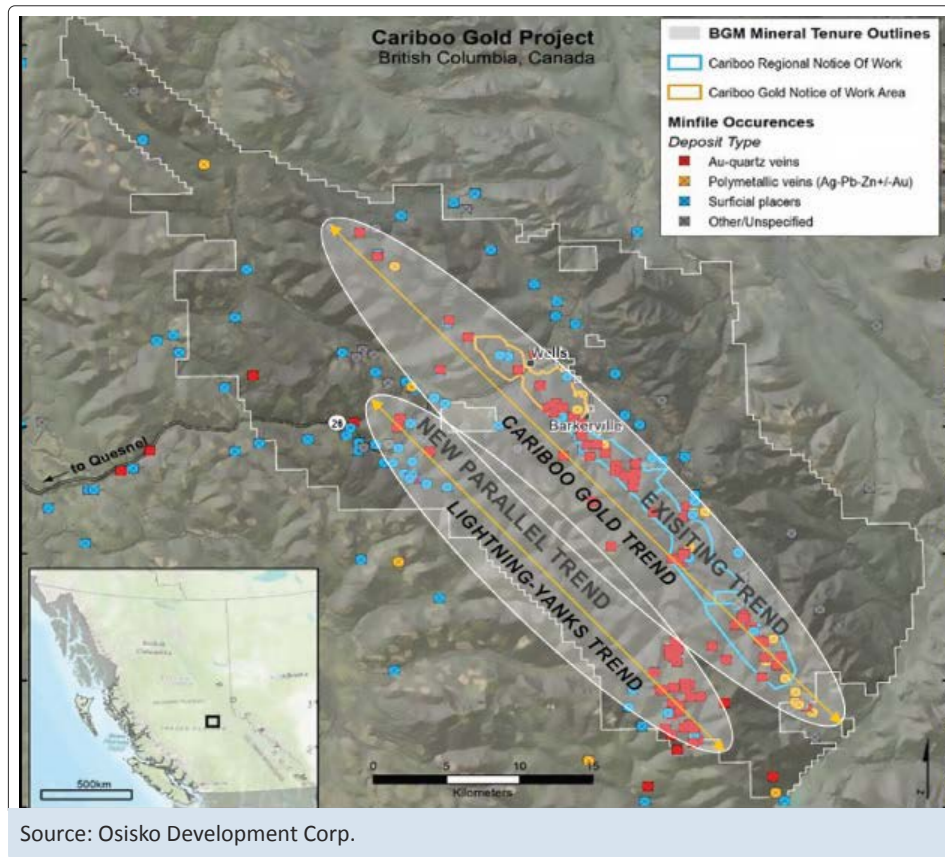 Cariboo Gold Project
British Columbia, Canada
BGM Mineral Tenure Outlines
Cariboo Regional Notice Of Work
Cariboo Gold Notice of Work Area
Minfile Occurences
Deposit Type
Au-quartz veins
Polymetallic veins (Ag-Pb-Zn+/-Au)
Surficial placers
Other/Unspecified
Wells
Barkerville
26
to Quesnel
CARIBOO GOLD TREND
EXISITING TREND
NEW PARALLEL TREND
LIGHTNING-YANKS TREND
500km
0 5 10 15
Kilometers
z
Source: Osisko Development Corp.